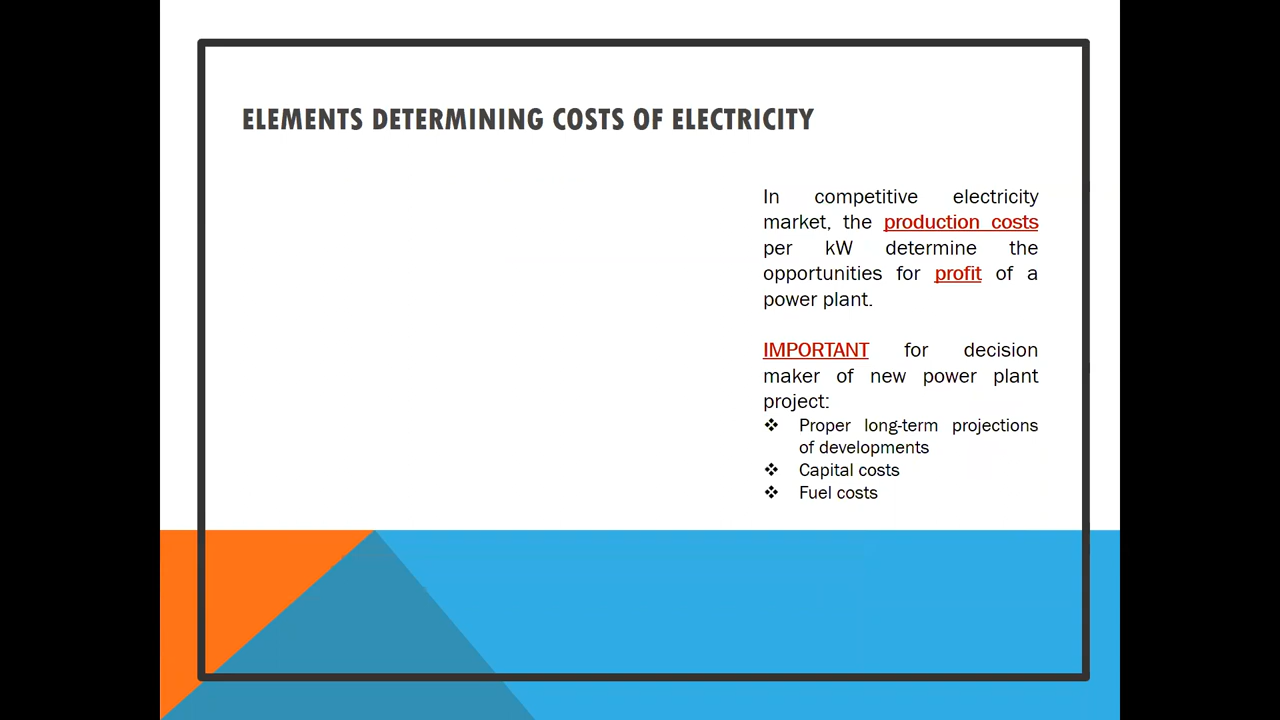 ELEMENTS DETERMINING COSTS OF ELECTRICITY
In competitive electricity
market, the production costs
per kW determine the
opportunities for profit of a
power plant.
IMPORTANT for decision
maker of new power plant
project:
❖ Proper long-term projections
of developments
❖ Capital costs
❖ Fuel costs